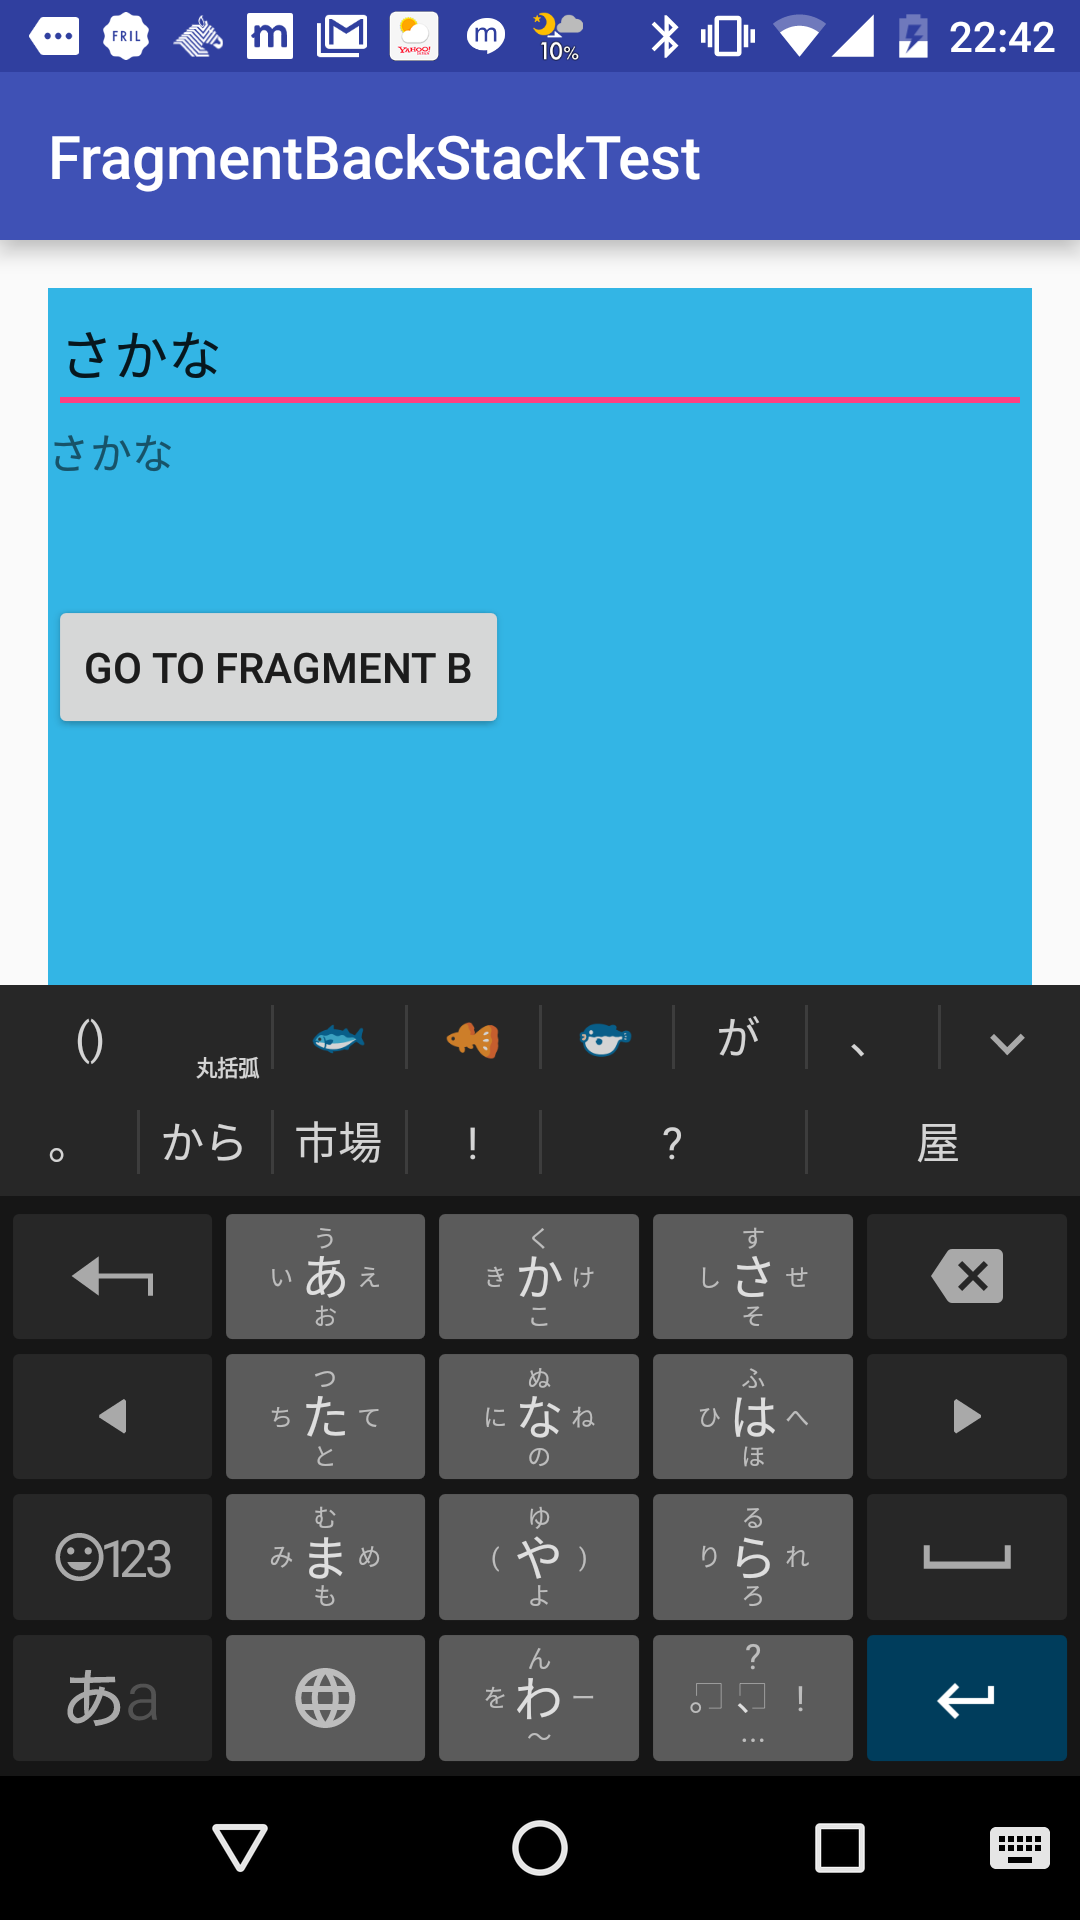 FRIL m M YAHOO! m 10% 22:42
FragmentBackStackTest
さかな
さかな
GO TO FRAGMENT B
() 丸括弧 が 、
。 から 市場 ! ? 屋
う く す
い あ え き か け し さ せ
お こ そ
つ ぬ ふ
ち た て に な ね ひ は へ
と の ほ
む ゆ る
123 み ま め ( や ) り ら れ
も よ ろ
ん ?
あa を わ ー 。 、 !
〜 …